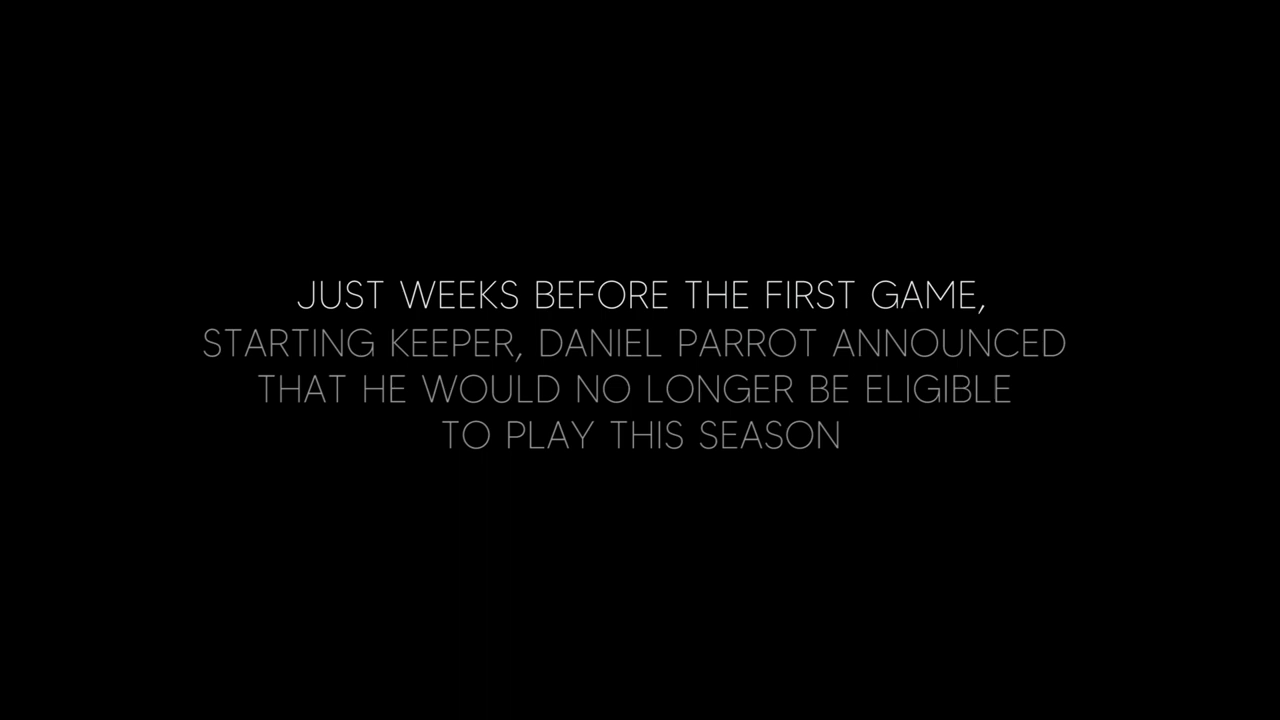 JUST WEEKS BEFORE THE FIRST GAME,
STARTING KEEPER, DANIEL PARROT ANNOUNCED
THAT HE WOULD NO LONGER BE ELIGIBLE
TO PLAY THIS SEASON